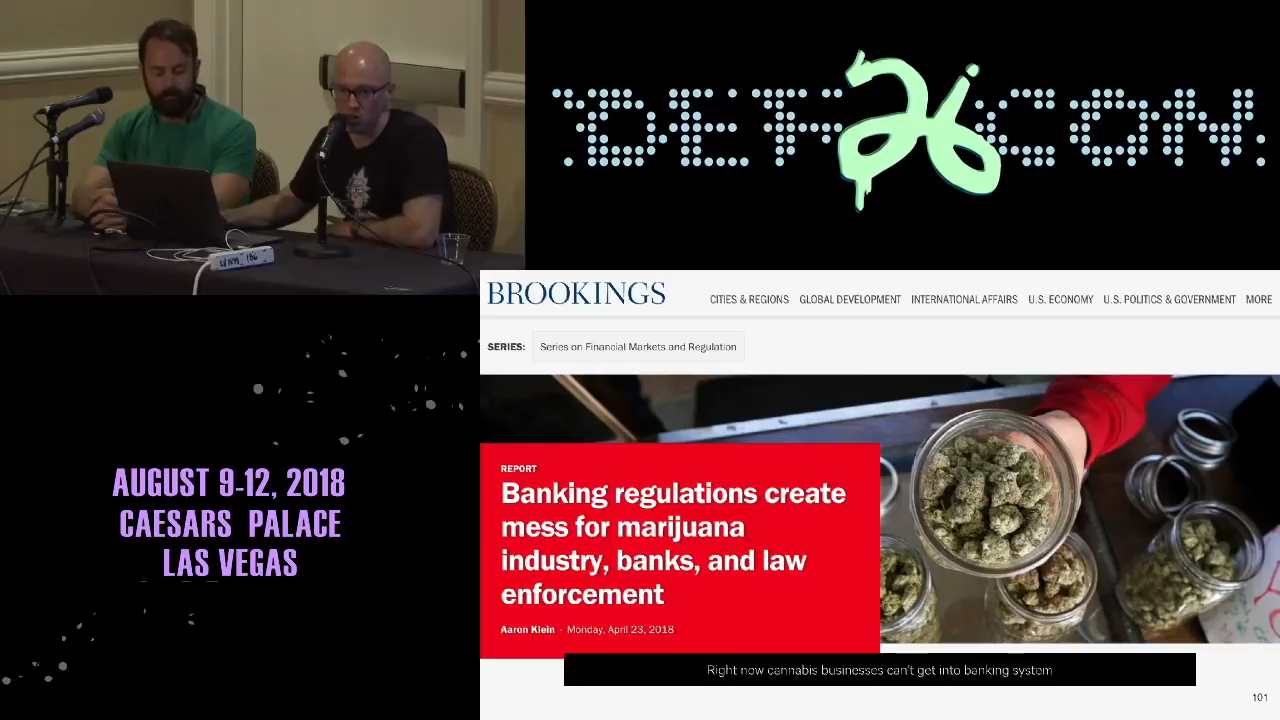 DEF 26 CON
BROOKINGS
CITIES & REGIONS GLOBAL DEVELOPMENT INTERNATIONAL AFFAIRS U.S. ECONOMY U.S. POLITICS & GOVERNMENT MORE
SERIES: Series on Financial Markets and Regulation
REPORT
Banking regulations create
mess for marijuana
industry, banks, and law
enforcement
Aaron Klein · Monday, April 23, 2018
Right now cannabis businesses can't get into banking system
101
AUGUST 9-12, 2018
CAESARS PALACE
LAS VEGAS